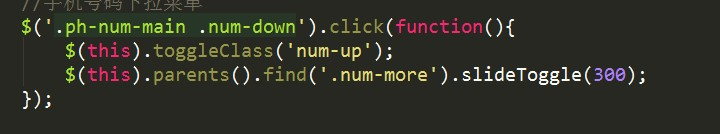 //手机号码下拉菜单
$('.ph-num-main .num-down').click(function(){
    $(this).toggleClass('num-up');
    $(this).parents().find('.num-more').slideToggle(300);
});